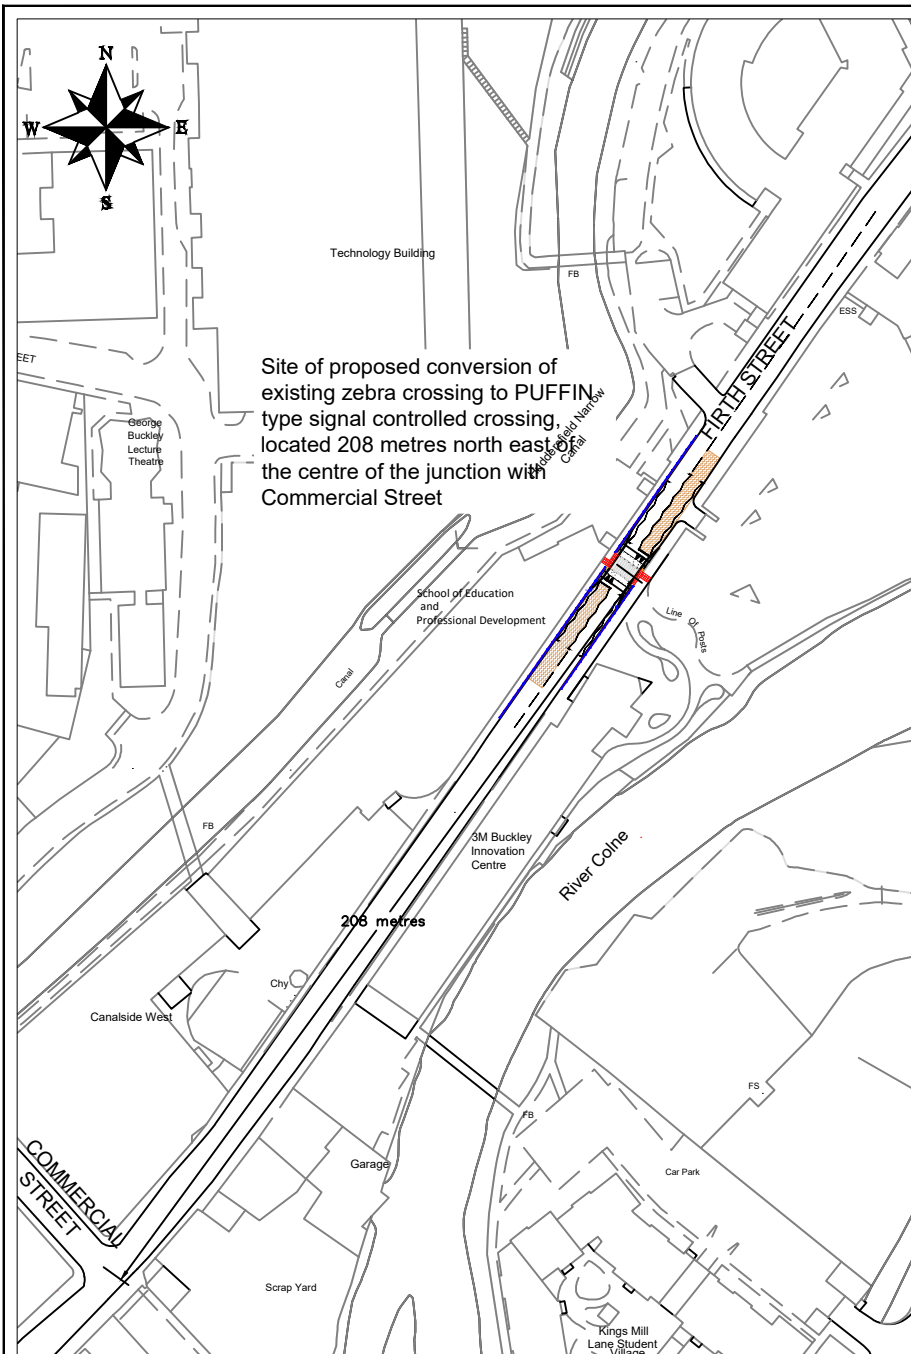 N
W
E
S
Technology Building
FB
ESS
EET
Site of proposed conversion of
existing zebra crossing to PUFFIN
type signal controlled crossing,
located 208 metres north east of
the centre of the junction with
Commercial Street
FIRTH STREET
Huddersfield Narrow
Canal
George
Buckley
Lecture
Theatre
School of Education
and
Professional Development
Line Of Posts
Canal
FB
3M Buckley
Innovation
Centre
River Colne
208 metres
Chy
Canalside West
FS
FB
COMMERCIAL
STREET
Garage
Car Park
Scrap Yard
Kings Mill
Lane Student
Village